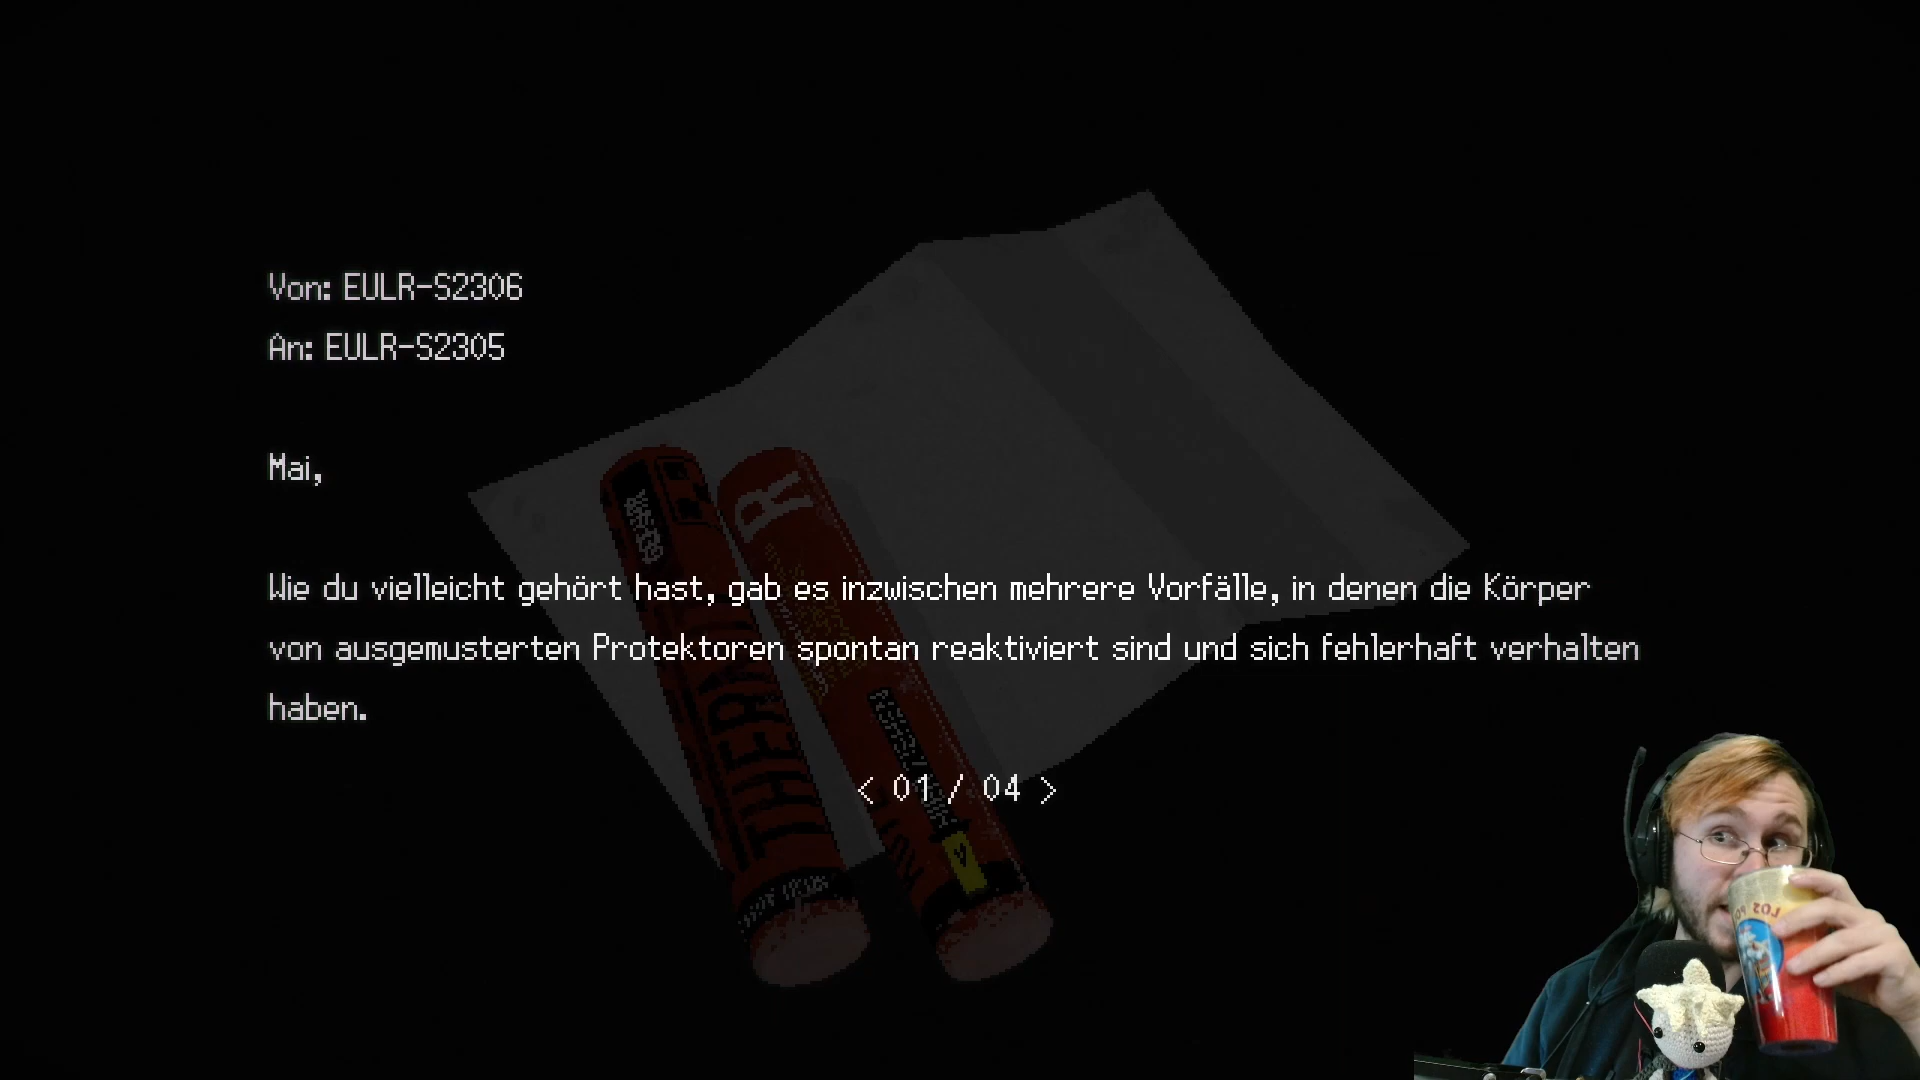 Von: EULR-S2306
An: EULR-S2305
Mai,
Wie du vielleicht gehört hast, gab es inzwischen mehrere Vorfälle, in denen die Körper
von ausgemusterten Protektoren spontan reaktiviert sind und sich fehlerhaft verhalten
haben.
< 01 / 04 >
THERMIT